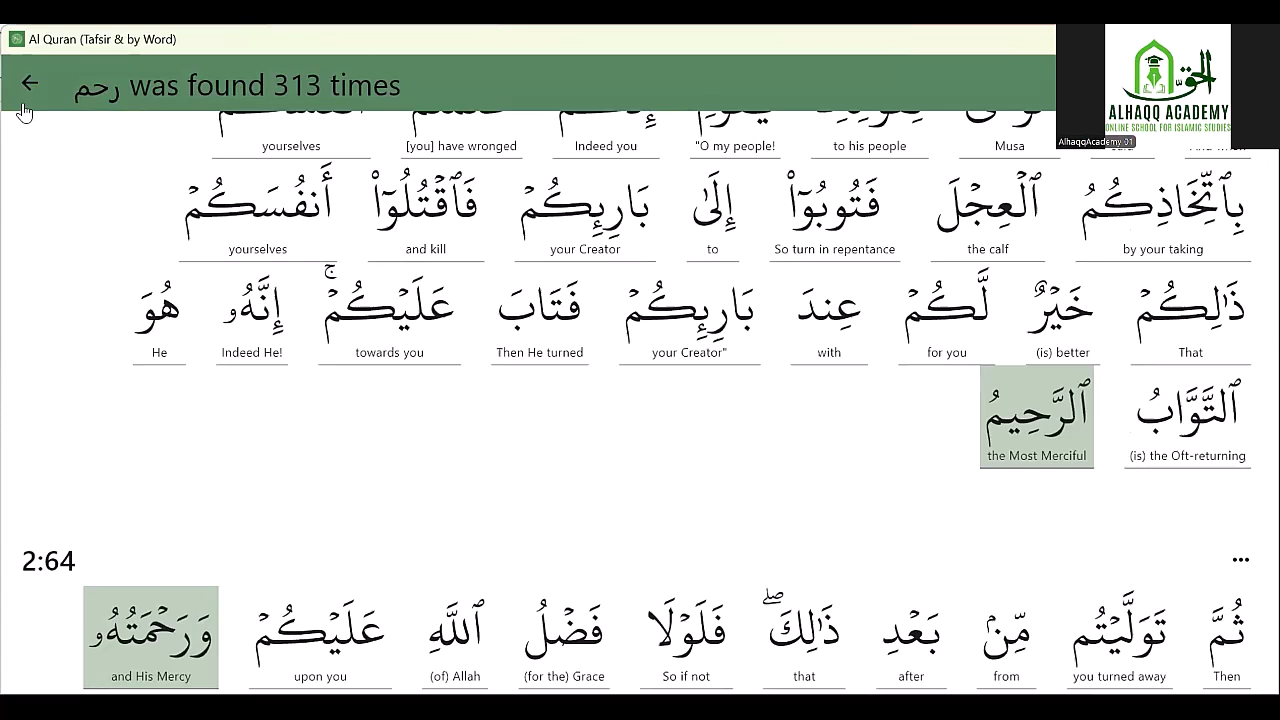 Al Quran (Tafsir & by Word)
رحم was found 313 times
الحق
ALHAQQ ACADEMY
ONLINE SCHOOL FOR ISLAMIC STUDIES
AlhaqqAcademy 01
yourselves [you] have wronged Indeed you "O my people! to his people Musa
بِٱتِّخَاذِكُمُ ٱلْعِجْلَ فَتُوبُوٓا۟ إِلَىٰ بَارِئِكُمْ فَٱقْتُلُوٓا۟ أَنفُسَكُمْ
yourselves and kill your Creator to So turn in repentance the calf by your taking
ذَٰلِكُمْ خَيْرٌ لَّكُمْ عِندَ بَارِئِكُمْ فَتَابَ عَلَيْكُمْ ۚ إِنَّهُۥ هُوَ
He Indeed He! towards you Then He turned your Creator" with for you (is) better That
ٱلتَّوَّابُ ٱلرَّحِيمُ
the Most Merciful (is) the Oft-returning
2:64 ...
ثُمَّ تَوَلَّيْتُم مِّنۢ بَعْدِ ذَٰلِكَ ۖ فَلَوْلَا فَضْلُ ٱللَّهِ عَلَيْكُمْ وَرَحْمَتُهُۥ
and His Mercy upon you (of) Allah (for the) Grace So if not that after from you turned away Then